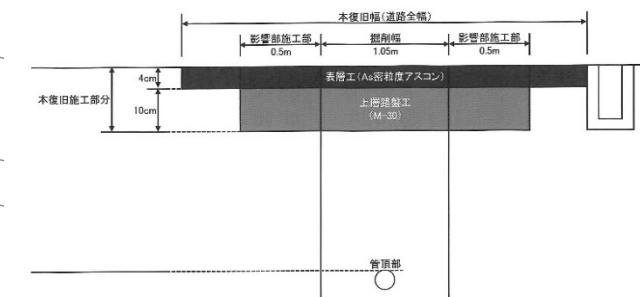 本復旧幅(道路全幅)
影響部施工部
掘削幅
影響部施工部
0.5m
1.05m
0.5m
4cm
表層工(As密粒度アスコン)
本復旧施工部分
10cm
上層路盤工
(M-30)
管頂部